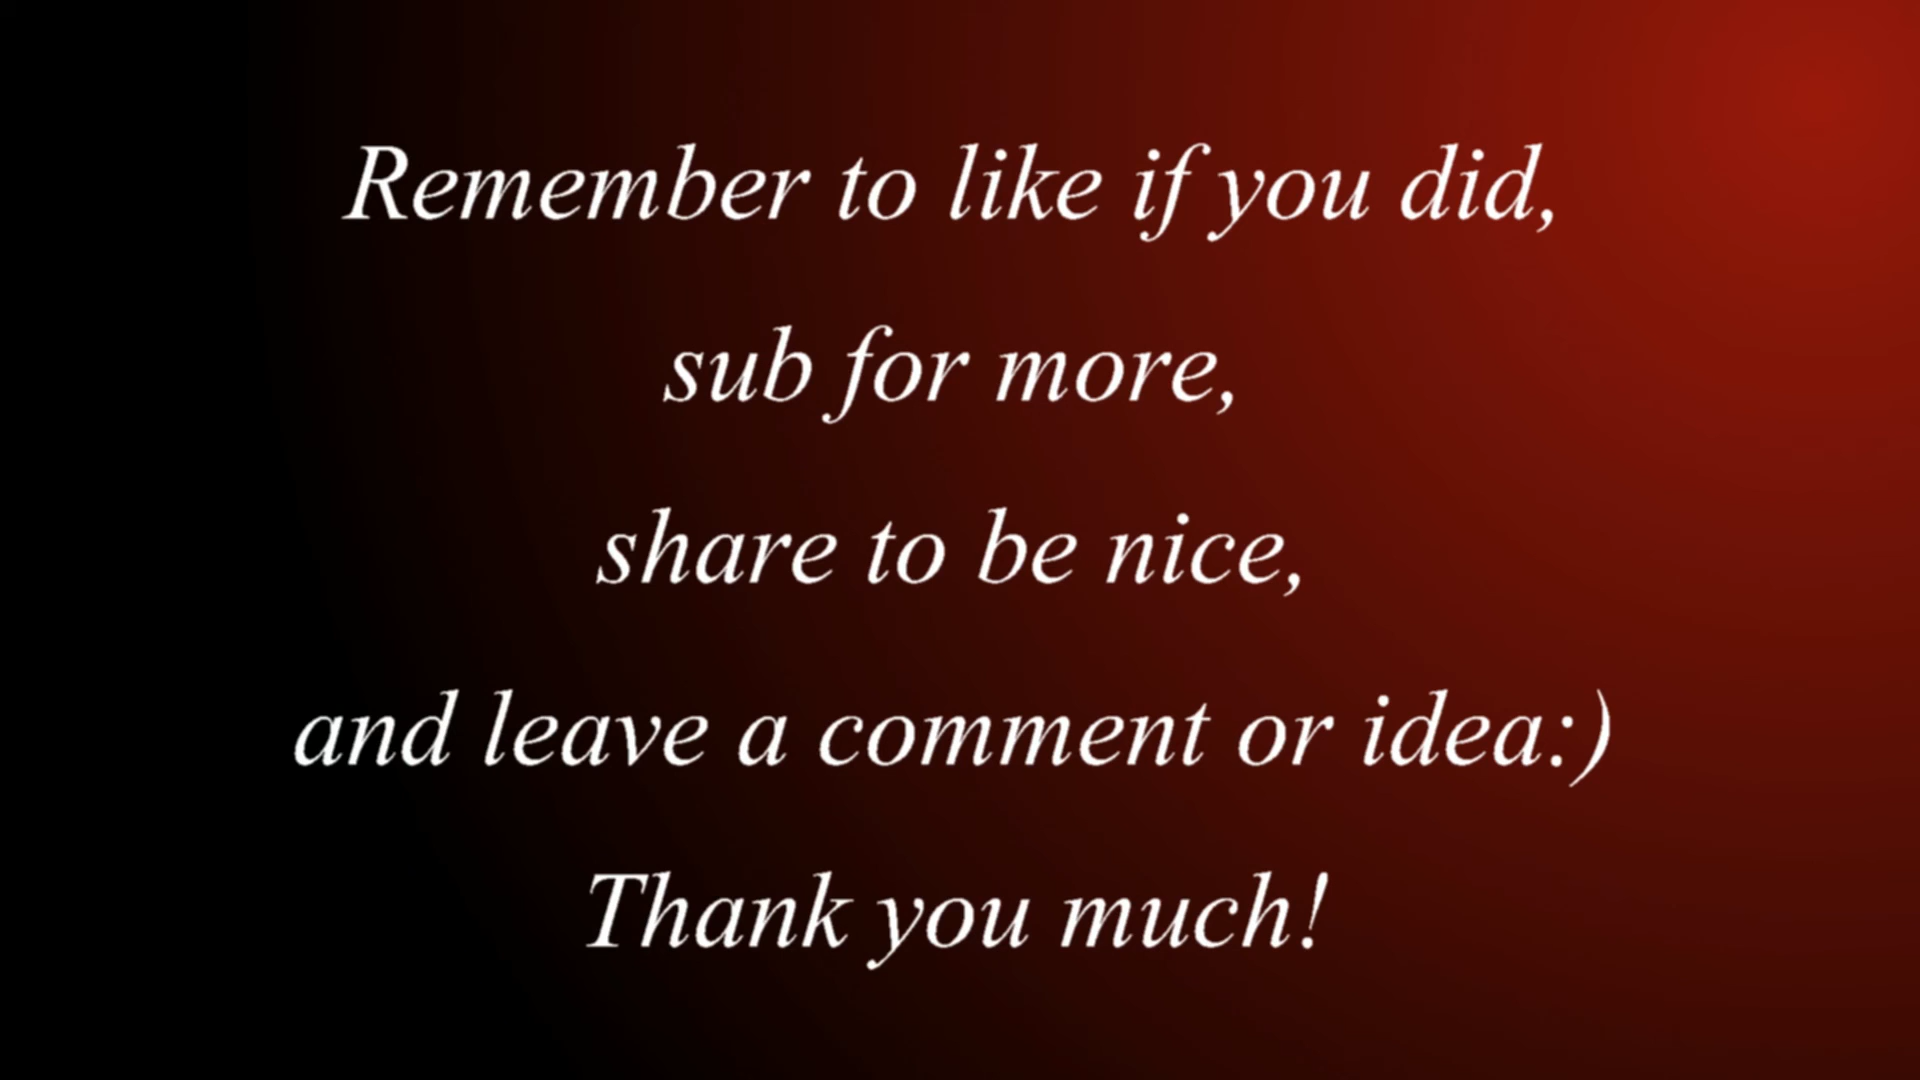 Remember to like if you did,
sub for more,
share to be nice,
and leave a comment or idea:)
Thank you much!